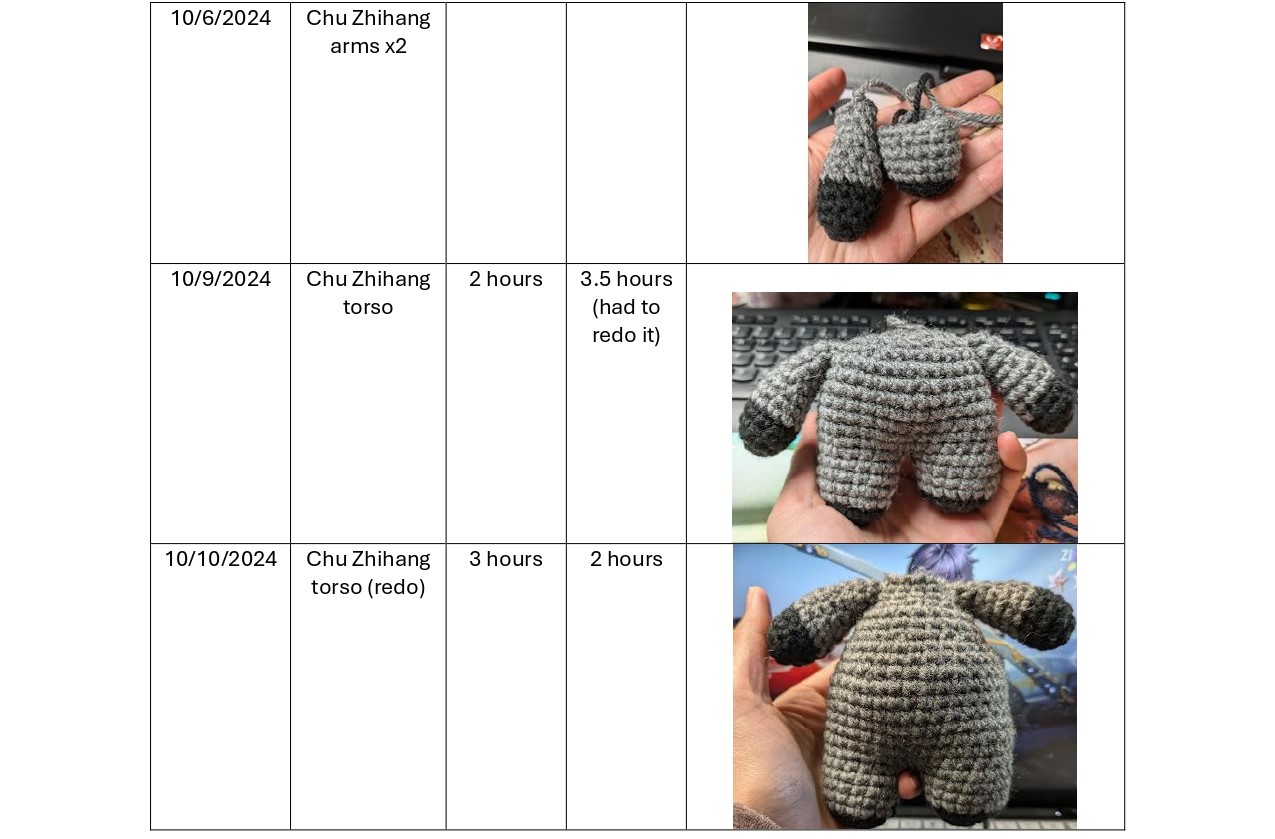 10/6/2024
Chu Zhihang
arms x2
10/9/2024
Chu Zhihang
torso
2 hours
3.5 hours
(had to
redo it)
10/10/2024
Chu Zhihang
torso (redo)
3 hours
2 hours
Zi